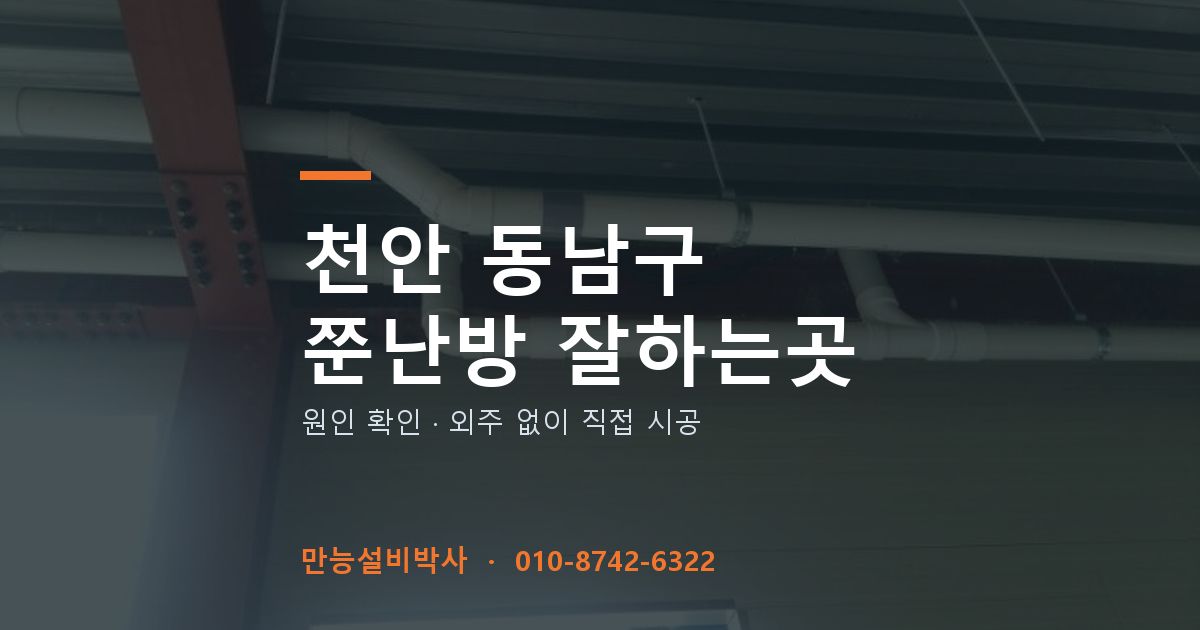 천안 동남구
쭌난방 잘하는곳
원인 확인 · 외주 없이 직접 시공
만능설비박사 · 010-8742-6322